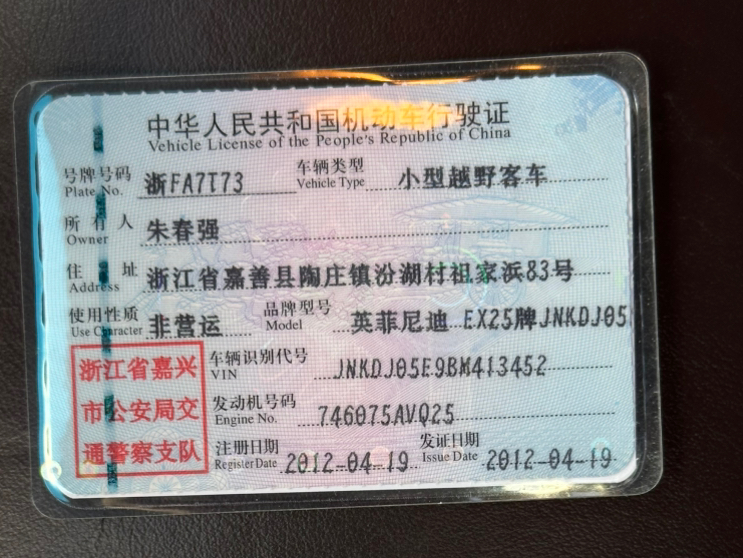 中华人民共和国机动车行驶证
Vehicle License of the People's Republic of China
号牌号码 浙FA7T73 车辆类型 小型越野客车
Plate No. Vehicle Type
所有人 朱春强
Owner
住址 浙江省嘉善县陶庄镇汾湖村祖家浜83号
Address
使用性质 非营运 品牌型号 英菲尼迪 EX25牌JNKDJ05
Use Character Model
浙江省嘉兴
市公安局交
通警察支队
车辆识别代号 JNKDJ05E9BM413452
VIN
发动机号码 746075AVQ25
Engine No.
注册日期 2012-04-19 发证日期 2012-04-19
Register Date Issue Date